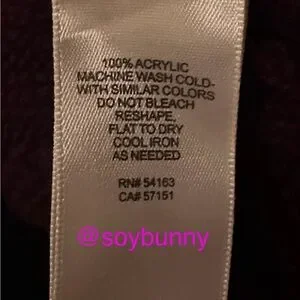 100% ACRYLIC
MACHINE WASH COLD-
WITH SIMILAR COLORS
DO NOT BLEACH
RESHAPE,
FLAT TO DRY
COOL IRON
AS NEEDED
RN# 54163
CA# 57151
@soybunny